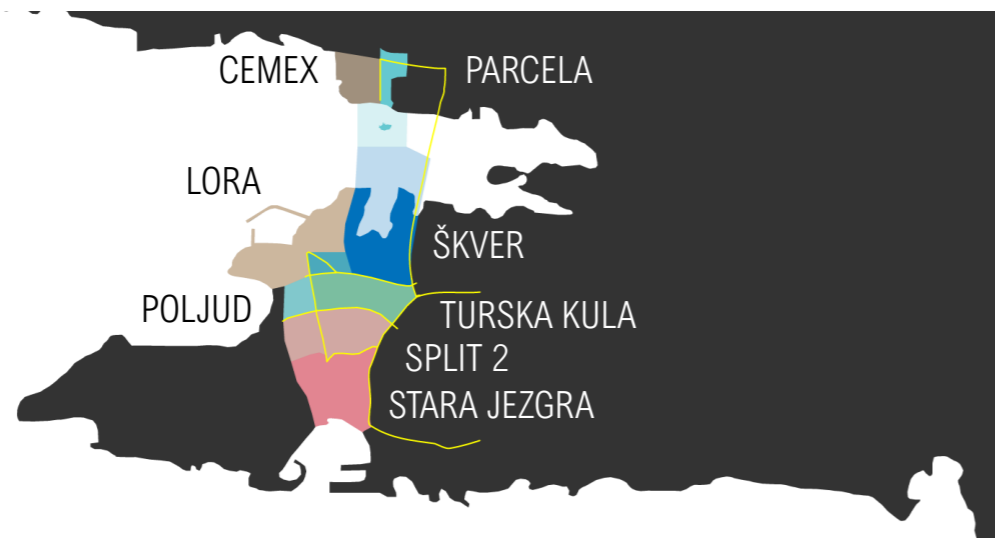 CEMEX
PARCELA
LORA
ŠKVER
POLJUD
TURSKA KULA
SPLIT 2
STARA JEZGRA